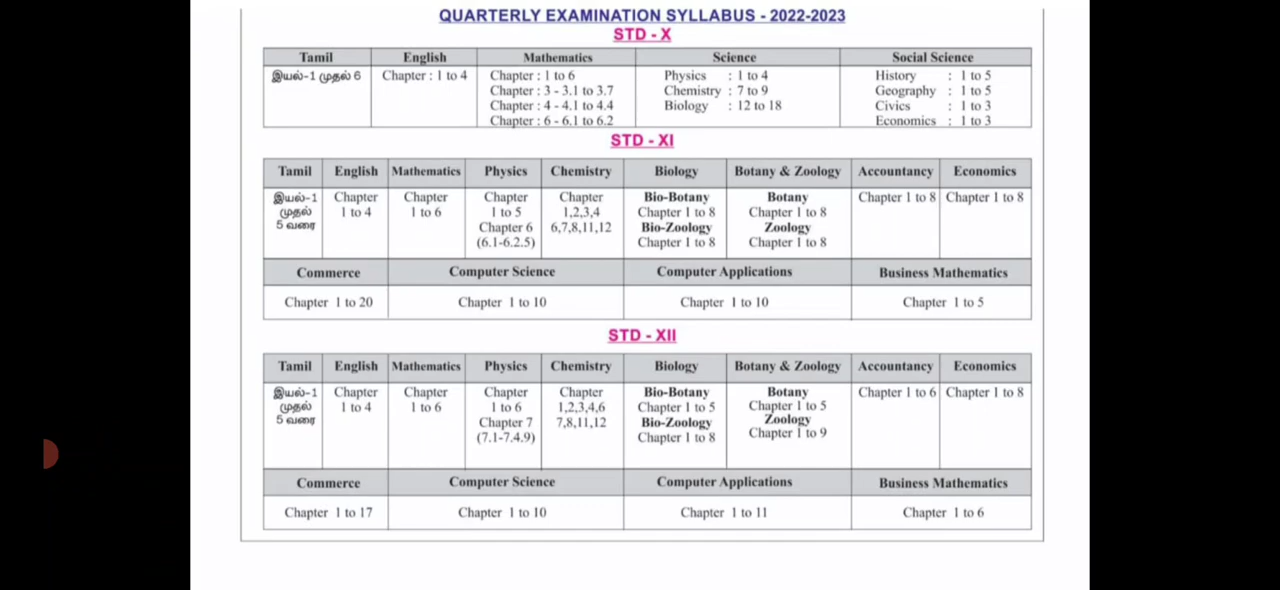 QUARTERLY EXAMINATION SYLLABUS - 2022-2023
STD - X
Tamil English Mathematics Science Social Science
இயல்-1 முதல் 6 Chapter : 1 to 4 Chapter : 1 to 6 Physics : 1 to 4 History : 1 to 5
Chapter : 3 - 3.1 to 3.7 Chemistry : 7 to 9 Geography : 1 to 5
Chapter : 4 - 4.1 to 4.4 Biology : 12 to 18 Civics : 1 to 3
Chapter : 6 - 6.1 to 6.2 Economics : 1 to 3
STD - XI
Tamil English Mathematics Physics Chemistry Biology Botany & Zoology Accountancy Economics
இயல்-1 Chapter Chapter Chapter Chapter Bio-Botany Botany Chapter 1 to 8 Chapter 1 to 8
முதல் 1 to 4 1 to 6 1 to 5 1,2,3,4 Chapter 1 to 8 Chapter 1 to 8
5 வரை Chapter 6 6,7,8,11,12 Bio-Zoology Zoology
(6.1-6.2.5) Chapter 1 to 8 Chapter 1 to 8
Commerce Computer Science Computer Applications Business Mathematics
Chapter 1 to 20 Chapter 1 to 10 Chapter 1 to 10 Chapter 1 to 5
STD - XII
Tamil English Mathematics Physics Chemistry Biology Botany & Zoology Accountancy Economics
இயல்-1 Chapter Chapter Chapter Chapter Bio-Botany Botany Chapter 1 to 6 Chapter 1 to 8
முதல் 1 to 4 1 to 6 1 to 6 1,2,3,4,6 Chapter 1 to 5 Chapter 1 to 5
5 வரை Chapter 7 7,8,11,12 Bio-Zoology Zoology
(7.1-7.4.9) Chapter 1 to 8 Chapter 1 to 9
Commerce Computer Science Computer Applications Business Mathematics
Chapter 1 to 17 Chapter 1 to 10 Chapter 1 to 11 Chapter 1 to 6